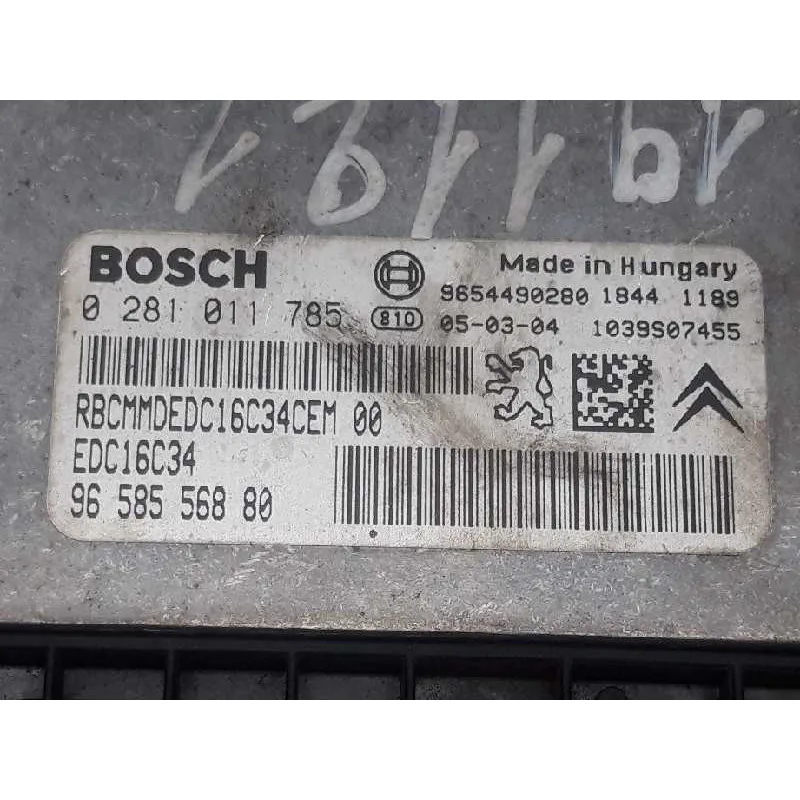 BOSCH
Made in Hungary
0 281 011 785
9654490280 1844 1189
810
05-03-04
1039S07455
RBCMMDEDC16C34CEM 00
EDC16C34
96 585 568 80